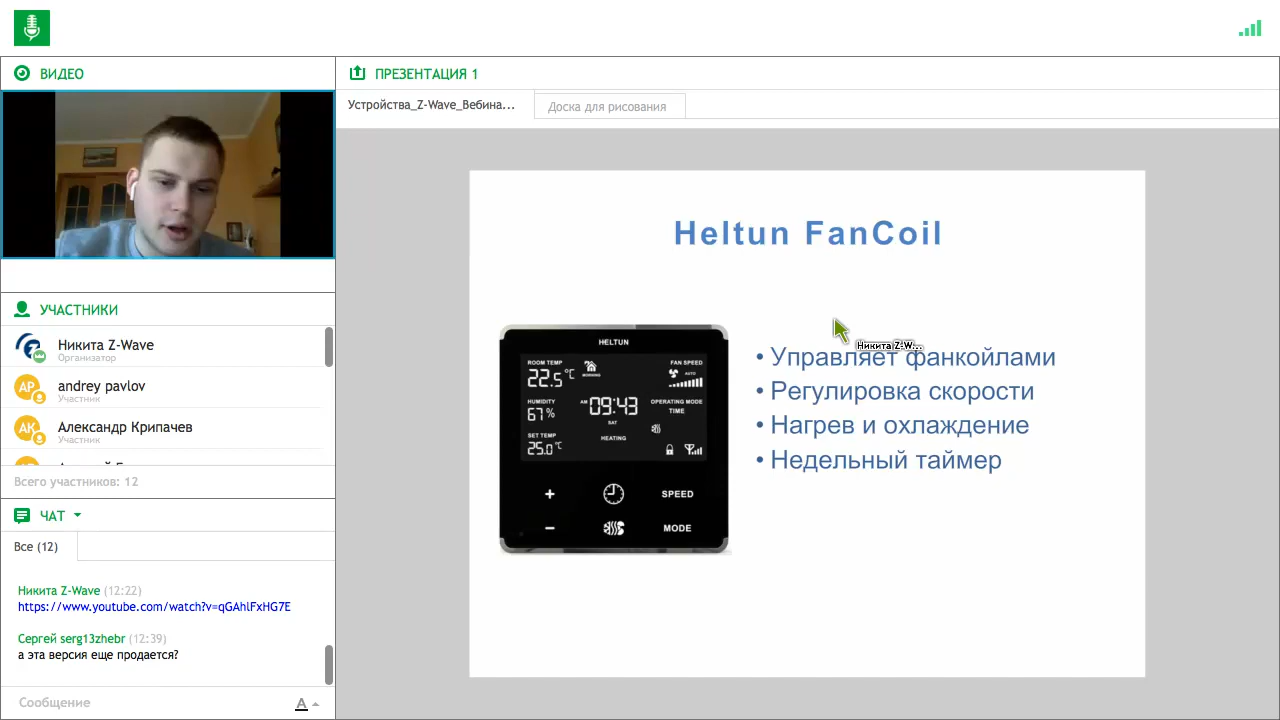 ВИДЕО
ПРЕЗЕНТАЦИЯ 1
Устройства_Z-Wave_Вебина...
Доска для рисования
УЧАСТНИКИ
Никита Z-Wave
Организатор
AP
andrey pavlov
Участник
AK
Александр Крипачев
Участник
Всего участников: 12
ЧАТ
Все (12)
Никита Z-Wave (12:22)
https://www.youtube.com/watch?v=qGAhlFxHG7E
Сергей serg13zhebr (12:39)
а эта версия еще продается?
Сообщение
A
Heltun FanCoil
Никита Z-W...
• Управляет фанкойлами
• Регулировка скорости
• Нагрев и охлаждение
• Недельный таймер
HELTUN
ROOM TEMP
22.5°C
MORNING
FAN SPEED
AUTO
HUMIDITY
67%
AM 09:43
SAT
OPERATING MODE
TIME
SET TEMP
25.0°C
HEATING
+
SPEED
−
MODE